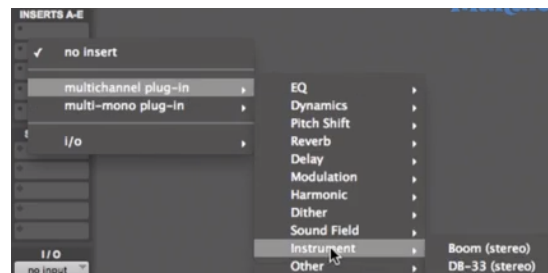 INSERTS A-E
no insert
multichannel plug-in
multi-mono plug-in
i/o
EQ
Dynamics
Pitch Shift
Reverb
Delay
Modulation
Harmonic
Dither
Sound Field
Instrument
Other
Boom (stereo)
DB-33 (stereo)
I/O
no input